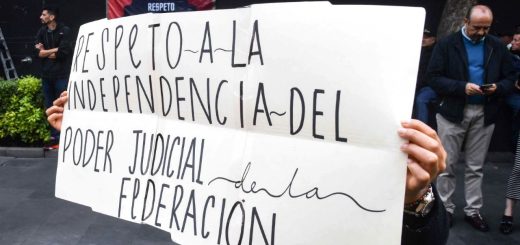 RESPETO
RESPETO~A~LA
INDEPENDENCIA~DEL
PODER JUDICIAL de la
FEDERACIÓN